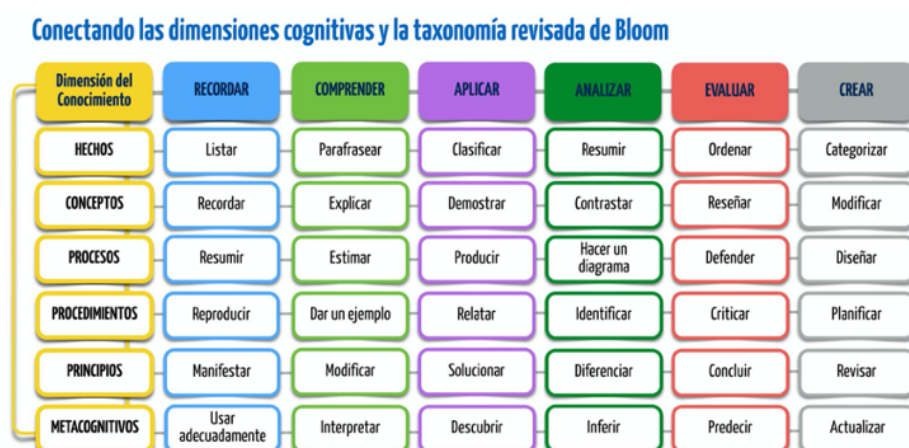 Conectando las dimensiones cognitivas y la taxonomía revisada de Bloom
Dimensión del
Conocimiento
RECORDAR
COMPRENDER
APLICAR
ANALIZAR
EVALUAR
CREAR
HECHOS
Listar
Parafrasear
Clasificar
Resumir
Ordenar
Categorizar
CONCEPTOS
Recordar
Explicar
Demostrar
Contrastar
Reseñar
Modificar
PROCESOS
Resumir
Estimar
Producir
Hacer un
diagrama
Defender
Diseñar
PROCEDIMIENTOS
Reproducir
Dar un ejemplo
Relatar
Identificar
Criticar
Planificar
PRINCIPIOS
Manifestar
Modificar
Solucionar
Diferenciar
Concluir
Revisar
METACOGNITIVOS
Usar
adecuadamente
Interpretar
Descubrir
Inferir
Predecir
Actualizar